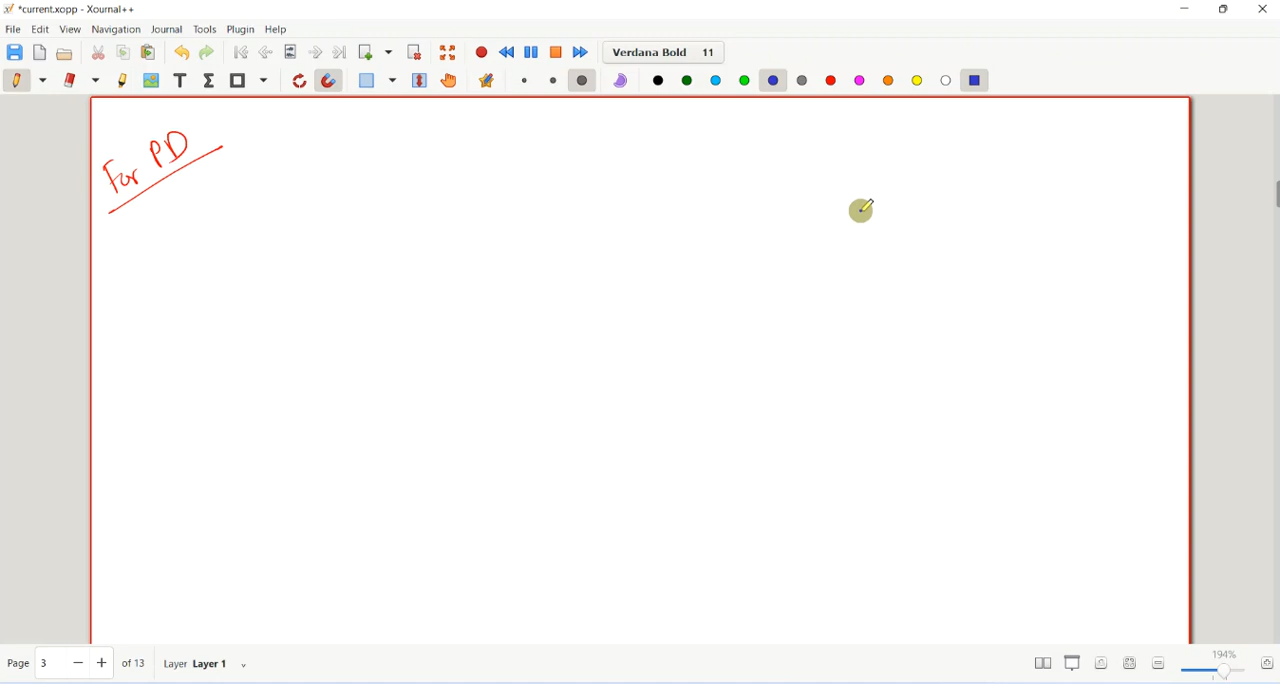 *current.xopp - Xournal++
File Edit View Navigation Journal Tools Plugin Help
Verdana Bold 11
For PD
Page 3 of 13 Layer Layer 1 194%